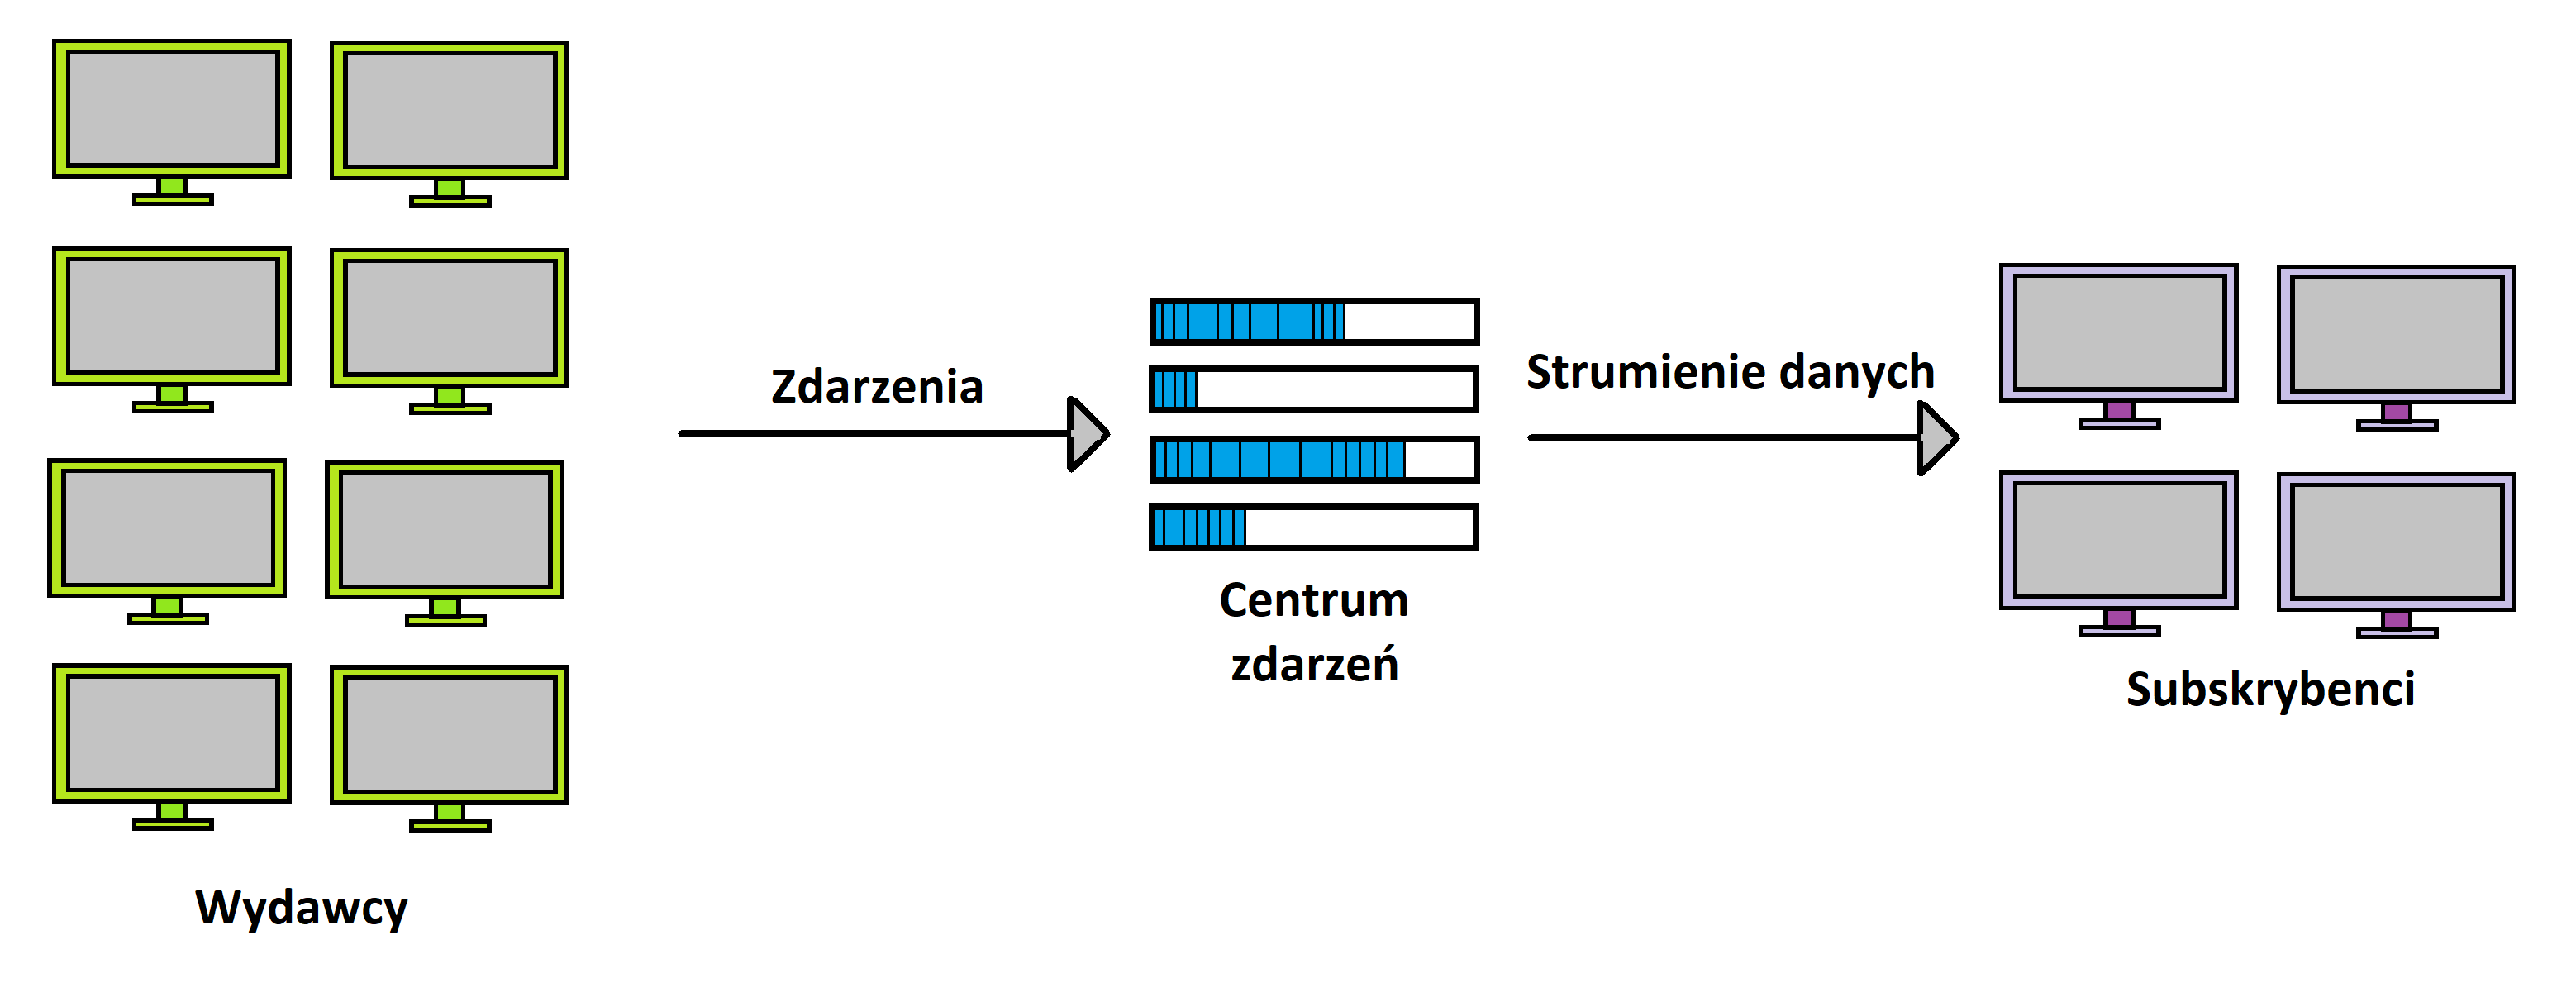 Zdarzenia
Strumienie danych
Centrum
zdarzeń
Subskrybenci
Wydawcy